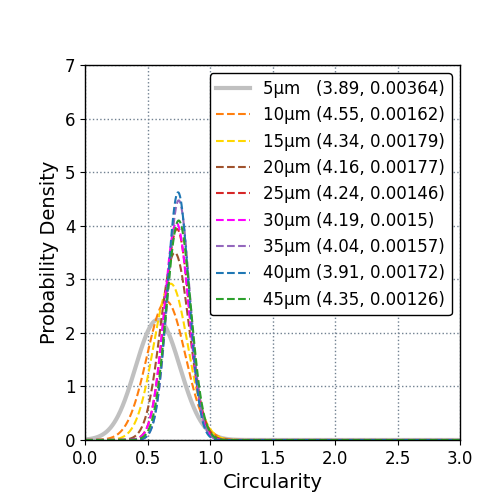 7
6
5
4
3
2
1
0
Probability Density
5μm (3.89, 0.00364)
10μm (4.55, 0.00162)
15μm (4.34, 0.00179)
20μm (4.16, 0.00177)
25μm (4.24, 0.00146)
30μm (4.19, 0.0015)
35μm (4.04, 0.00157)
40μm (3.91, 0.00172)
45μm (4.35, 0.00126)
0.0 0.5 1.0 1.5 2.0 2.5 3.0
Circularity